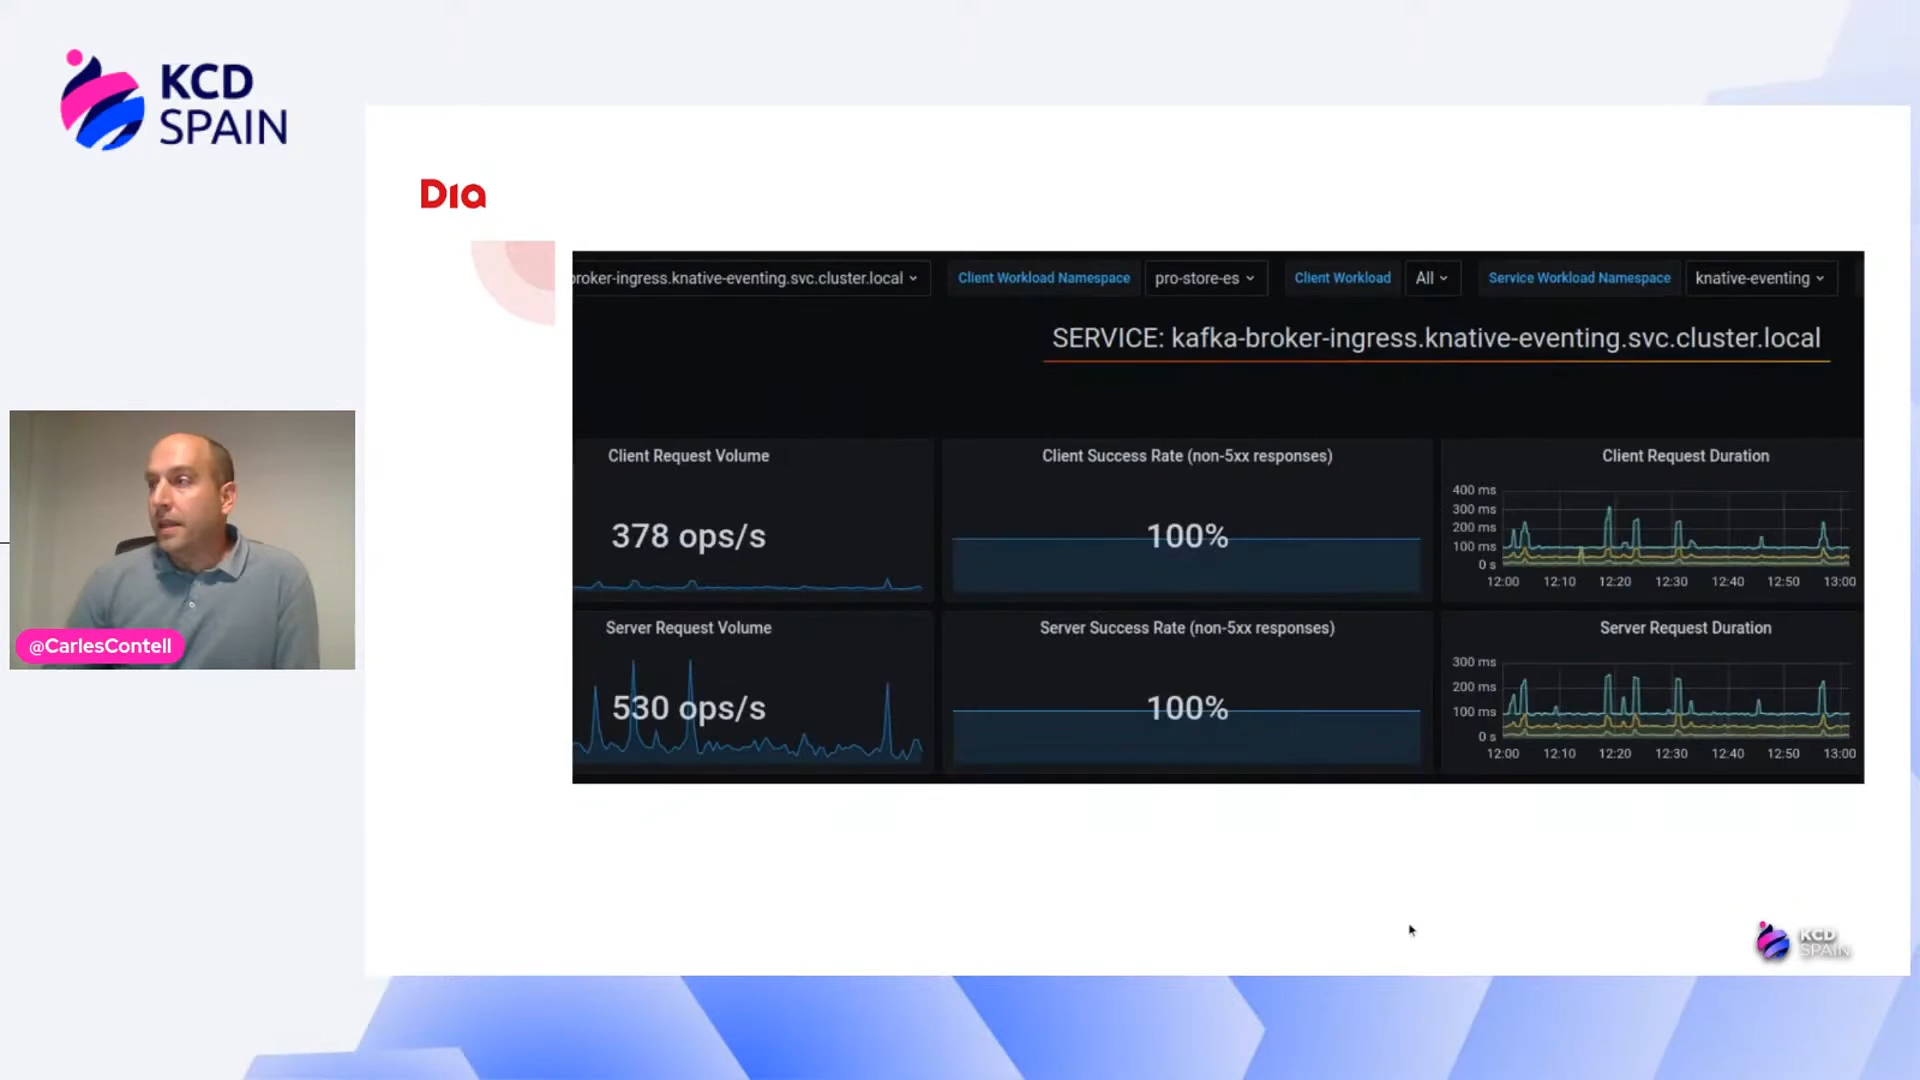 KCD
SPAIN
Dia
broker-ingress.knative-eventing.svc.cluster.local
Client Workload Namespace
pro-store-es
Client Workload
All
Service Workload Namespace
knative-eventing
SERVICE: kafka-broker-ingress.knative-eventing.svc.cluster.local
Client Request Volume
378 ops/s
Client Success Rate (non-5xx responses)
100%
Client Request Duration
400 ms
300 ms
200 ms
100 ms
0 s
12:00 12:10 12:20 12:30 12:40 12:50 13:00
Server Request Volume
530 ops/s
Server Success Rate (non-5xx responses)
100%
Server Request Duration
300 ms
200 ms
100 ms
0 s
12:00 12:10 12:20 12:30 12:40 12:50 13:00
@CarlesContell
KCD
SPAIN